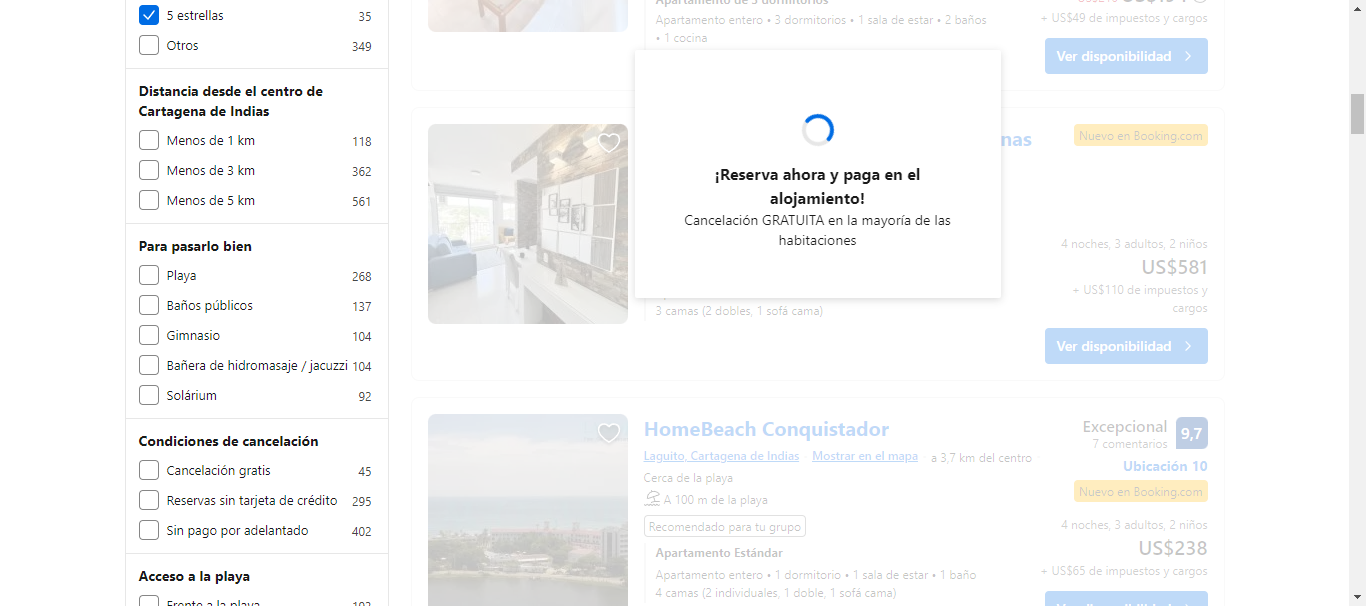 5 estrellas 35
Otros 349
Distancia desde el centro de
Cartagena de Indias
Menos de 1 km 118
Menos de 3 km 362
Menos de 5 km 561
Para pasarlo bien
Playa 268
Baños públicos 137
Gimnasio 104
Bañera de hidromasaje / jacuzzi 104
Solárium 92
Condiciones de cancelación
Cancelación gratis 45
Reservas sin tarjeta de crédito 295
Sin pago por adelantado 402
Acceso a la playa
Frente a la playa 192
Apartamento de 3 dormitorios
Apartamento entero • 3 dormitorios • 1 sala de estar • 2 baños
• 1 cocina
+ US$49 de impuestos y cargos
Ver disponibilidad
¡Reserva ahora y paga en el
alojamiento!
Cancelación GRATUITA en la mayoría de las
habitaciones
nas
Nuevo en Booking.com
3 camas (2 dobles, 1 sofá cama)
4 noches, 3 adultos, 2 niños
US$581
+ US$110 de impuestos y
cargos
Ver disponibilidad
HomeBeach Conquistador
Laguito, Cartagena de Indias Mostrar en el mapa a 3,7 km del centro
Cerca de la playa
A 100 m de la playa
Recomendado para tu grupo
Apartamento Estándar
Apartamento entero • 1 dormitorio • 1 sala de estar • 1 baño
4 camas (2 individuales, 1 doble, 1 sofá cama)
Excepcional 9,7
7 comentarios
Ubicación 10
Nuevo en Booking.com
4 noches, 3 adultos, 2 niños
US$238
+ US$65 de impuestos y cargos